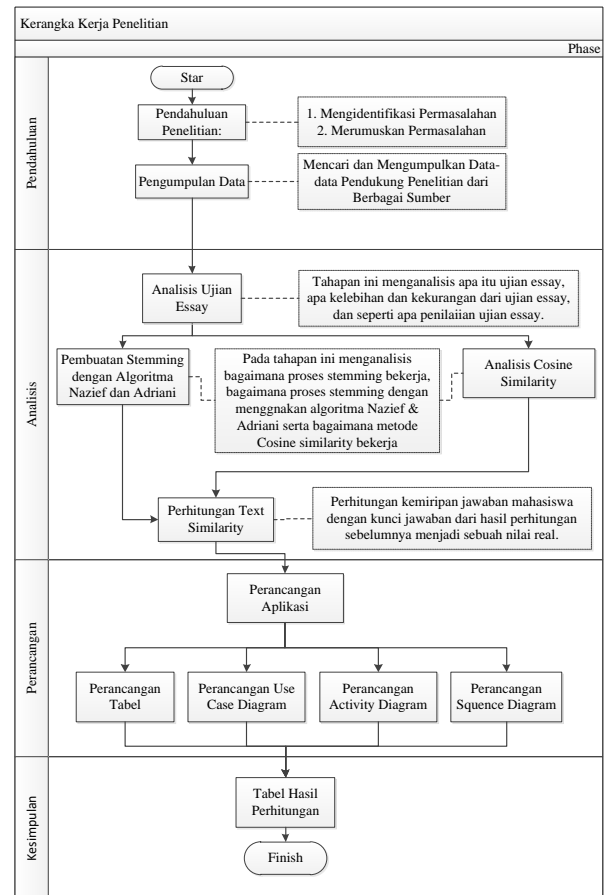 Kerangka Kerja Penelitian
Phase
Pendahuluan
Star
Pendahuluan
Penelitian:
1. Mengidentifikasi Permasalahan
2. Merumuskan Permasalahan
Pengumpulan Data
Mencari dan Mengumpulkan Data-
data Pendukung Penelitian dari
Berbagai Sumber
Analisis
Analisis Ujian
Essay
Tahapan ini menganalisis apa itu ujian essay,
apa kelebihan dan kekurangan dari ujian essay,
dan seperti apa penilaiian ujian essay.
Pembuatan Stemming
dengan Algoritma
Nazief dan Adriani
Pada tahapan ini menganalisis
bagaimana proses stemming bekerja,
bagaimana proses stemming dengan
menggnakan algoritma Nazief &
Adriani serta bagaimana metode
Cosine similarity bekerja
Analisis Cosine
Similarity
Perhitungan Text
Similarity
Perhitungan kemiripan jawaban mahasiswa
dengan kunci jawaban dari hasil perhitungan
sebelumnya menjadi sebuah nilai real.
Perancangan
Perancangan
Aplikasi
Perancangan
Tabel
Perancangan Use
Case Diagram
Perancangan
Activity Diagram
Perancangan
Squence Diagram
Kesimpulan
Tabel Hasil
Perhitungan
Finish